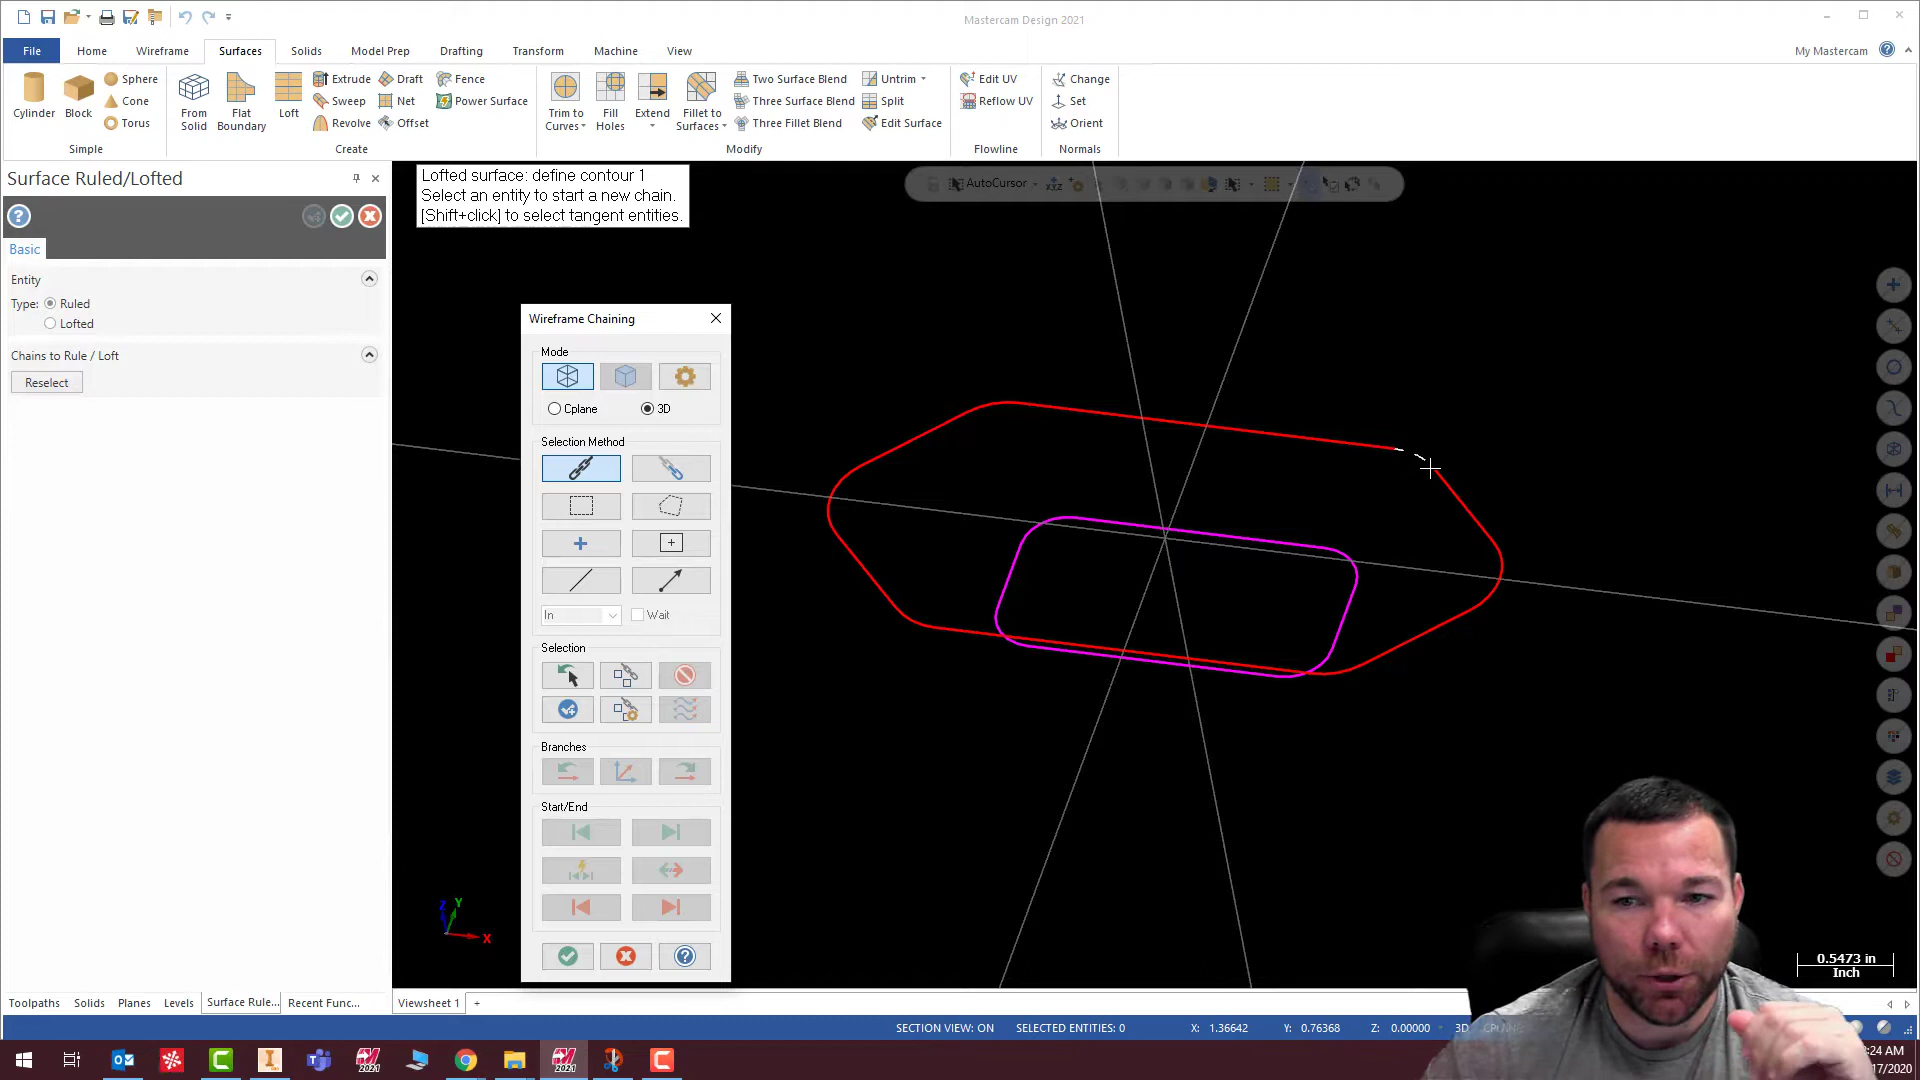 Mastercam Design 2021
File Home Wireframe Surfaces Solids Model Prep Drafting Transform Machine View My Mastercam
Cylinder Block Sphere Cone Torus
Simple
From Solid Flat Boundary Loft Extrude Sweep Revolve Draft Net Offset Fence Power Surface
Create
Trim to Curves Fill Holes Extend Fillet to Surfaces Two Surface Blend Three Surface Blend Three Fillet Blend Untrim Split Edit Surface
Modify
Edit UV Reflow UV
Flowline
Change Set Orient
Normals
Surface Ruled/Lofted
Basic
Entity
Type: Ruled
Lofted
Chains to Rule / Loft
Reselect
Lofted surface: define contour 1
Select an entity to start a new chain.
[Shift+click] to select tangent entities.
AutoCursor
Wireframe Chaining
Mode
Cplane 3D
Selection Method
In Wait
Selection
Branches
Start/End
Z Y
X
0.5473 in
Inch
Toolpaths Solids Planes Levels Surface Rule... Recent Func... Viewsheet 1 +
SECTION VIEW: ON SELECTED ENTITIES: 0 X: 1.36642 Y: 0.76368 Z: 0.00000 3D
2021 2021
:24 AM
17/2020